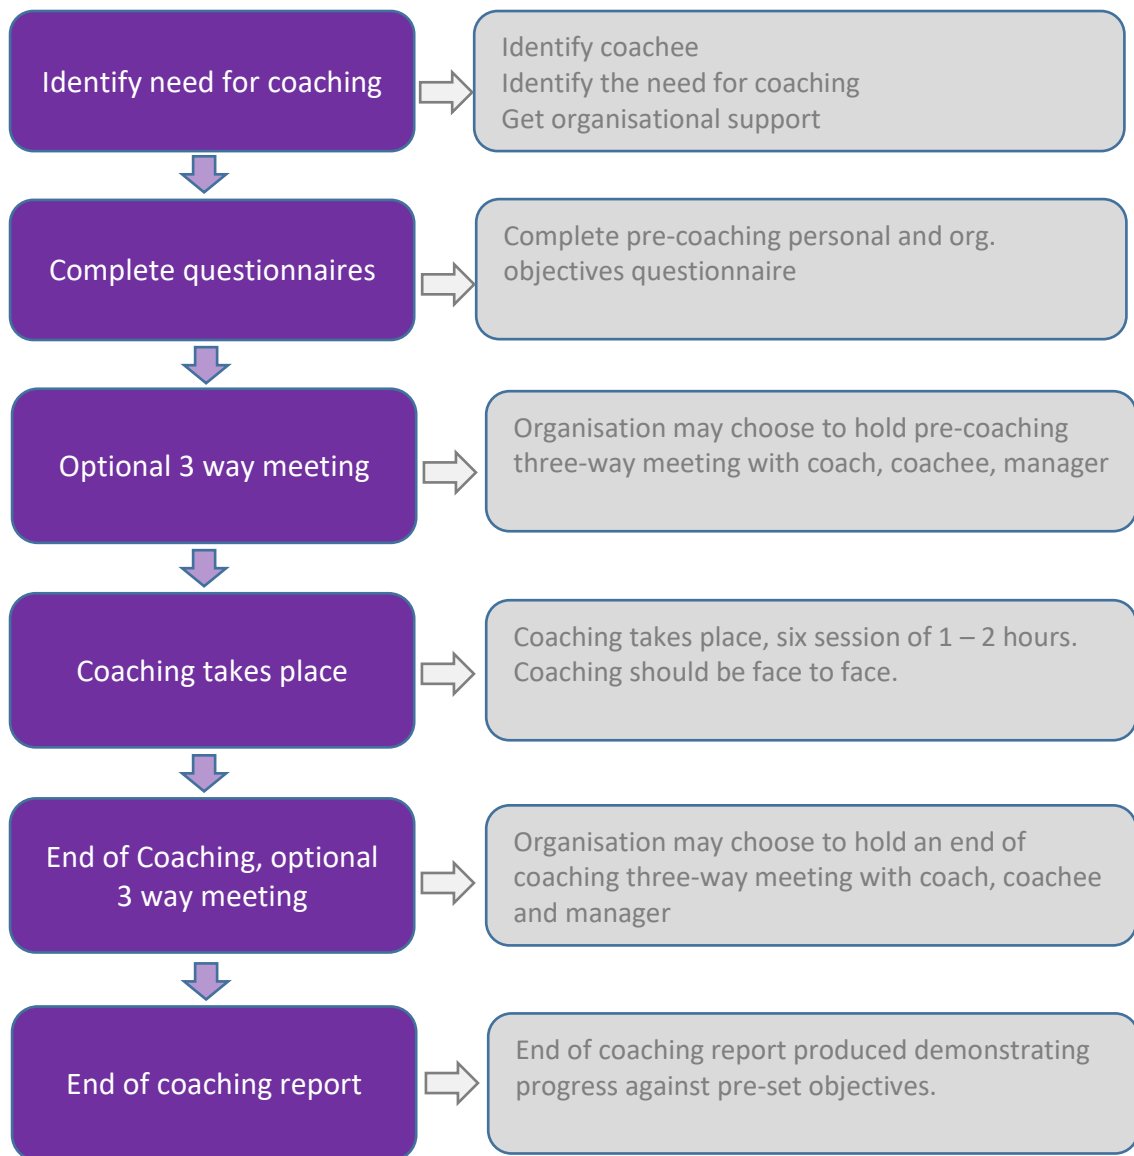 Identify need for coaching
Identify coachee
Identify the need for coaching
Get organisational support
Complete questionnaires
Complete pre-coaching personal and org.
objectives questionnaire
Optional 3 way meeting
Organisation may choose to hold pre-coaching
three-way meeting with coach, coachee, manager
Coaching takes place
Coaching takes place, six session of 1 – 2 hours.
Coaching should be face to face.
End of Coaching, optional
3 way meeting
Organisation may choose to hold an end of
coaching three-way meeting with coach, coachee
and manager
End of coaching report
End of coaching report produced demonstrating
progress against pre-set objectives.